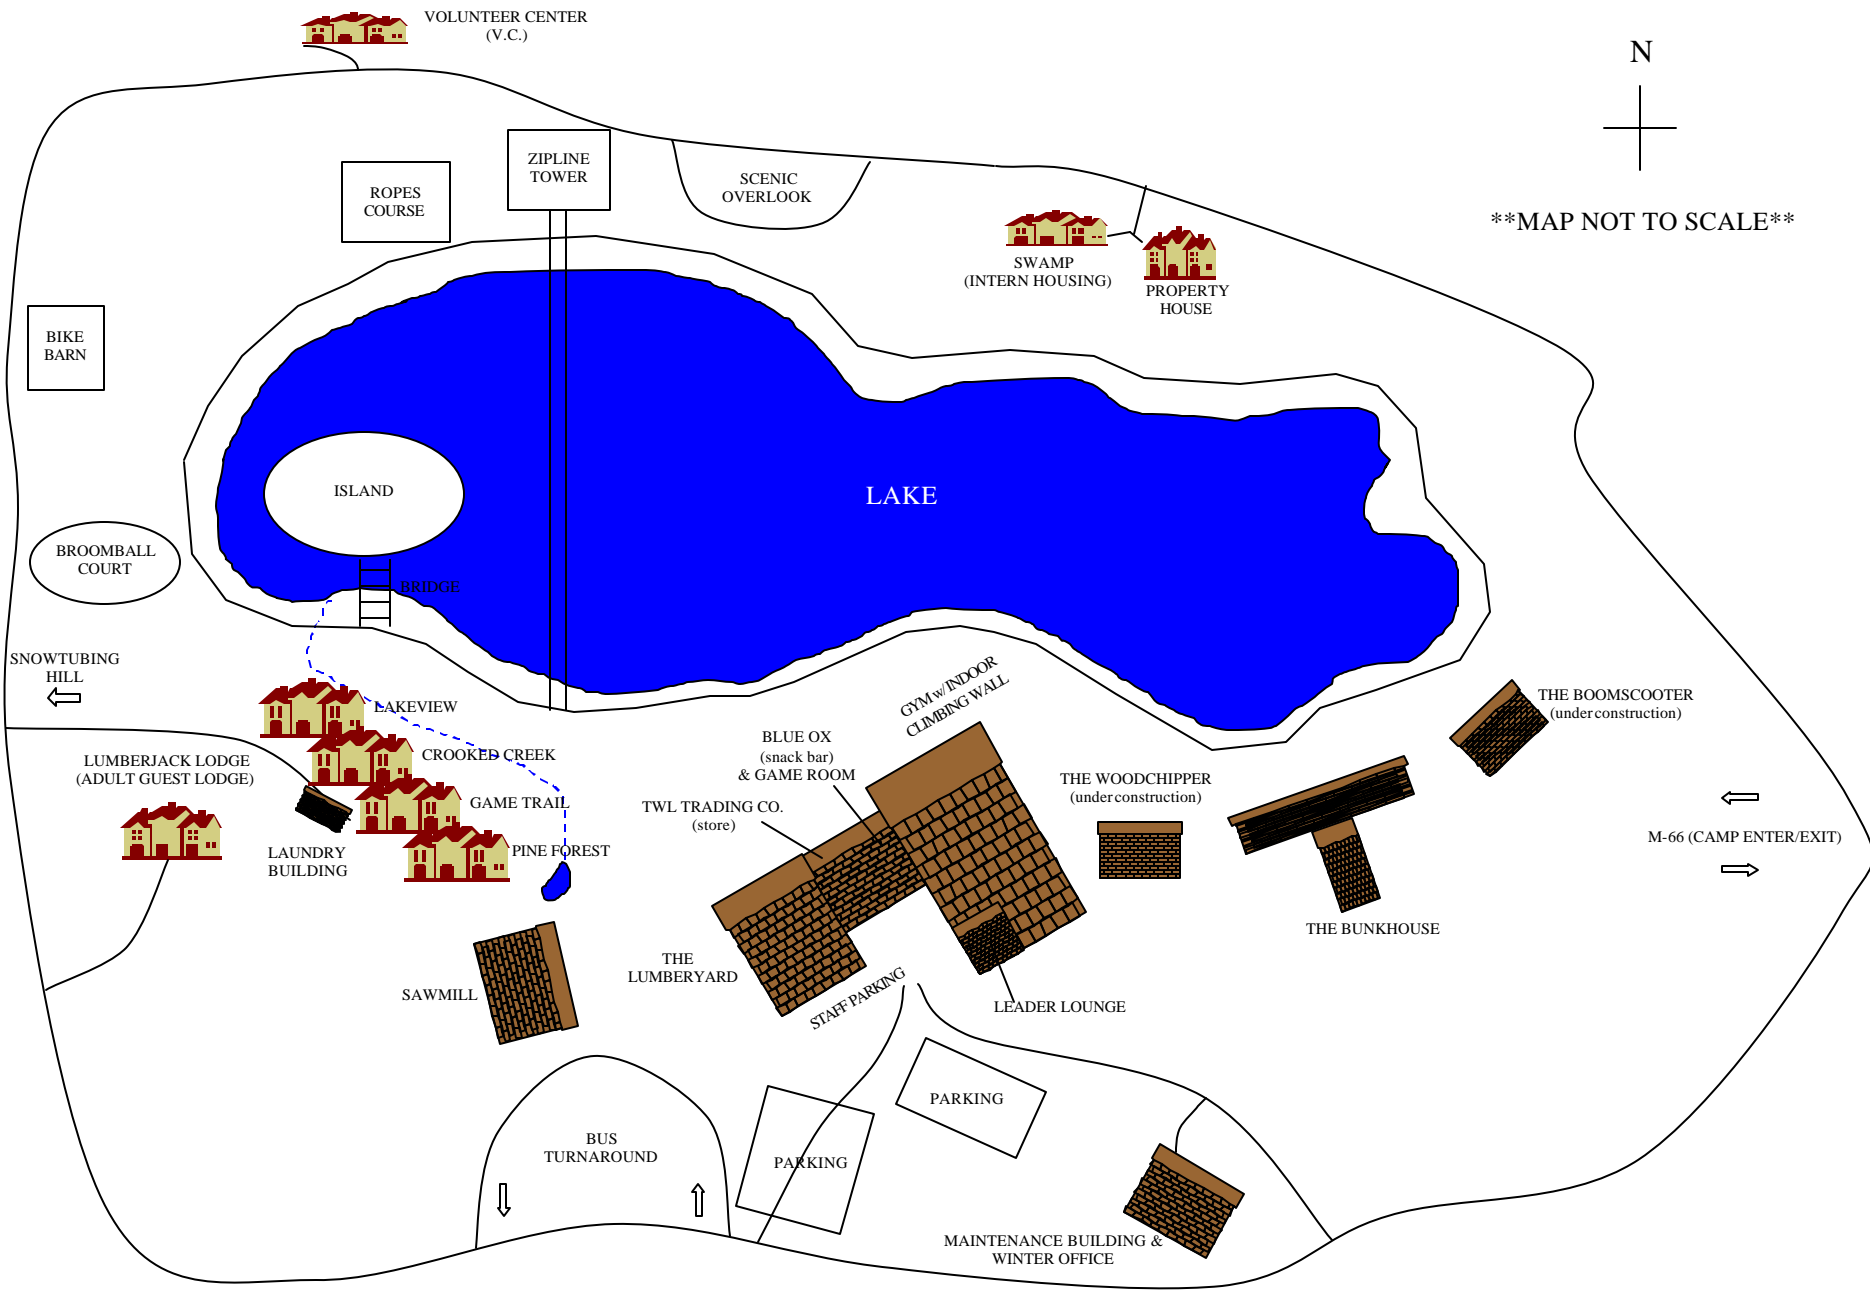 VOLUNTEER CENTER
(V.C.)
N
**MAP NOT TO SCALE**
ZIPLINE
TOWER
ROPES
COURSE
SCENIC
OVERLOOK
SWAMP
(INTERN HOUSING)
PROPERTY
HOUSE
BIKE
BARN
ISLAND
LAKE
BROOMBALL
COURT
BRIDGE
SNOWTUBING
HILL
LAKEVIEW
CROOKED CREEK
GAME TRAIL
PINE FOREST
LUMBERJACK LODGE
(ADULT GUEST LODGE)
LAUNDRY
BUILDING
GYM w/ INDOOR
CLIMBING WALL
BLUE OX
(snack bar)
& GAME ROOM
TWL TRADING CO.
(store)
THE WOODCHIPPER
(under construction)
THE BOOMSCOOTER
(under construction)
M-66 (CAMP ENTER/EXIT)
THE BUNKHOUSE
THE
LUMBERYARD
SAWMILL
STAFF PARKING
LEADER LOUNGE
PARKING
PARKING
BUS
TURNAROUND
MAINTENANCE BUILDING &
WINTER OFFICE